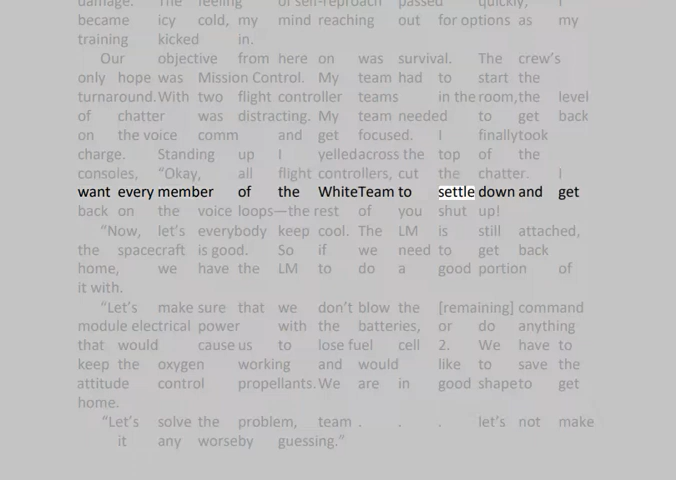 damage. The feeling of self-reproach passed quickly, I
became icy cold, my mind reaching out for options as my
training kicked in.
Our objective from here on was survival. The crew’s
only hope was Mission Control. My team had to start the
turnaround.With two flight controller teams in the room,the level
of chatter was distracting. My team needed to get back
on the voice comm and get focused. I finallytook
charge. Standing up I yelledacross the top of the
consoles, “Okay, all flight controllers, cut the chatter. I
want every member of the WhiteTeam to settle down and get
back on the voice loops—the rest of you shut up!
“Now, let’s everybody keep cool. The LM is still attached,
the spacecraft is good. So if we need to get back
home, we have the LM to do a good portion of
it with.
“Let’s make sure that we don’t blow the [remaining] command
module electrical power with the batteries, or do anything
that would cause us to lose fuel cell 2. We have to
keep the oxygen working and would like to save the
attitude control propellants.We are in good shapeto get
home.
“Let’s solve the problem, team . . . let’s not make
it any worseby guessing.”